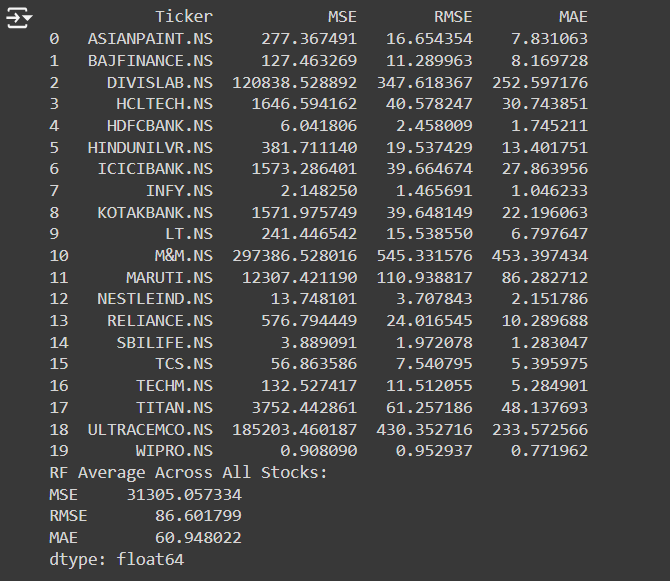 Ticker MSE RMSE MAE
0 ASIANPAINT.NS 277.367491 16.654354 7.831063
1 BAJFINANCE.NS 127.463269 11.289963 8.169728
2 DIVISLAB.NS 120838.528892 347.618367 252.597176
3 HCLTECH.NS 1646.594162 40.578247 30.743851
4 HDFCBANK.NS 6.041806 2.458009 1.745211
5 HINDUNILVR.NS 381.711140 19.537429 13.401751
6 ICICIBANK.NS 1573.286401 39.664674 27.863956
7 INFY.NS 2.148250 1.465691 1.046233
8 KOTAKBANK.NS 1571.975749 39.648149 22.196063
9 LT.NS 241.446542 15.538550 6.797647
10 M&M.NS 297386.528016 545.331576 453.397434
11 MARUTI.NS 12307.421190 110.938817 86.282712
12 NESTLEIND.NS 13.748101 3.707843 2.151786
13 RELIANCE.NS 576.794449 24.016545 10.289688
14 SBILIFE.NS 3.889091 1.972078 1.283047
15 TCS.NS 56.863586 7.540795 5.395975
16 TECHM.NS 132.527417 11.512055 5.284901
17 TITAN.NS 3752.442861 61.257186 48.137693
18 ULTRACEMCO.NS 185203.460187 430.352716 233.572566
19 WIPRO.NS 0.908090 0.952937 0.771962
RF Average Across All Stocks:
MSE 31305.057334
RMSE 86.601799
MAE 60.948022
dtype: float64